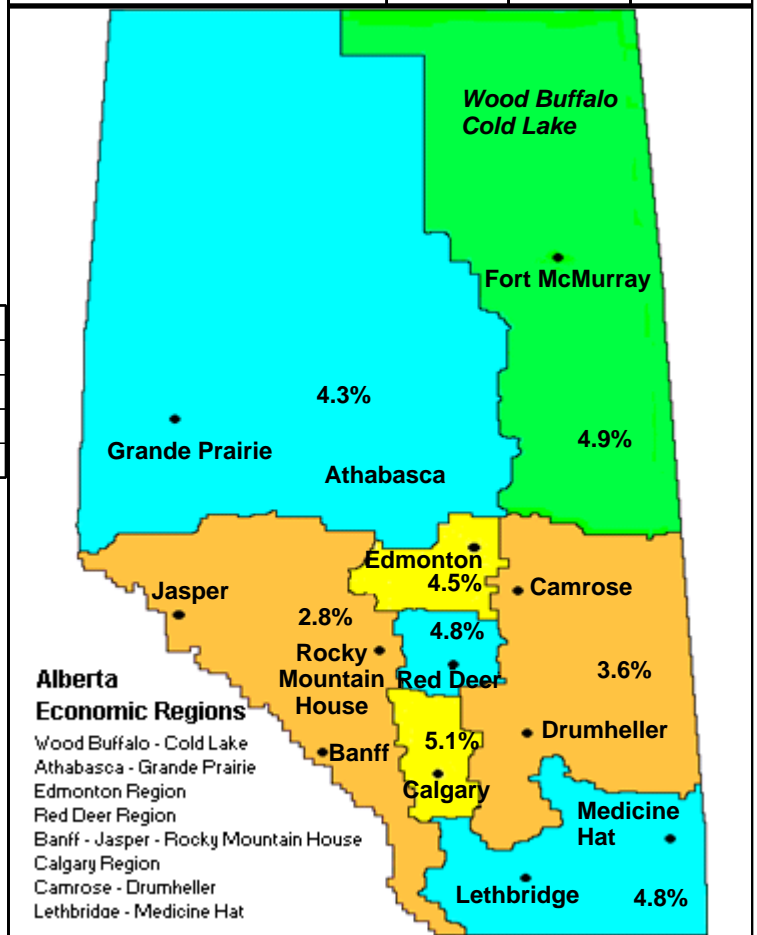 Wood Buffalo
Cold Lake
Fort McMurray
4.3%
4.9%
Grande Prairie
Athabasca
Edmonton
4.5%
Camrose
Jasper
2.8%
4.8%
Rocky
Mountain
House
Red Deer
3.6%
Drumheller
Banff
5.1%
Calgary
Medicine
Hat
Lethbridge
4.8%
Alberta
Economic Regions
Wood Buffalo - Cold Lake
Athabasca - Grande Prairie
Edmonton Region
Red Deer Region
Banff - Jasper - Rocky Mountain House
Calgary Region
Camrose - Drumheller
Lethbridge - Medicine Hat